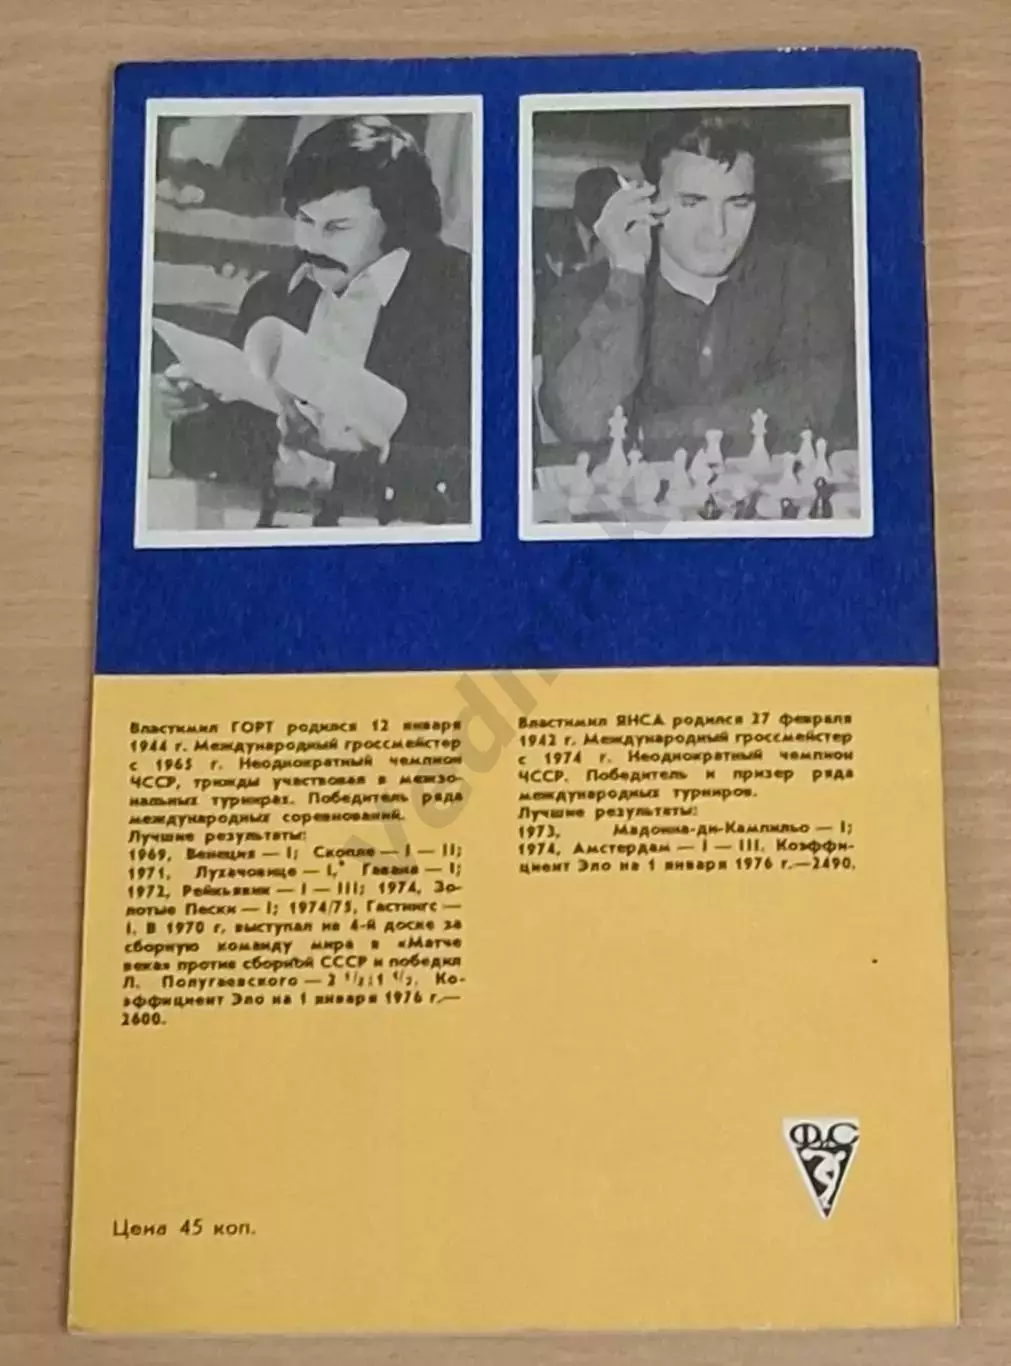 Властимил ГОРТ родился 12 января
1944 г. Международный гроссмейстер
с 1965 г. Неоднократный чемпион
ЧССР, трижды участвовал в межзо-
нальных турнирах. Победитель ряда
международных соревнований.
Лучшие результаты:
1969, Венеция — I; Скопле — I — II;
1971, Лухачовице — I, Гавана — I;
1972, Рейкьявик — I — III; 1974, Зо-
лотые Пески — I; 1974/75, Гастингс —
I. В 1970 г. выступал на 4-й доске за
сборную команду мира в «Матче
века» против сборной СССР и победил
Л. Полугаевского — 2 1/2 : 1 1/2. Ко-
эффициент Эло на 1 января 1976 г.—
2600.
Властимил ЯНСА родился 27 февраля
1942 г. Международный гроссмейстер
с 1974 г. Неоднократный чемпион
ЧССР. Победитель и призер ряда
международных турниров.
Лучшие результаты:
1973, Мадонна-ди-Кампильо — I;
1974, Амстердам — I — III. Коэффи-
циент Эло на 1 января 1976 г.—2490.
ФиС
Цена 45 коп.